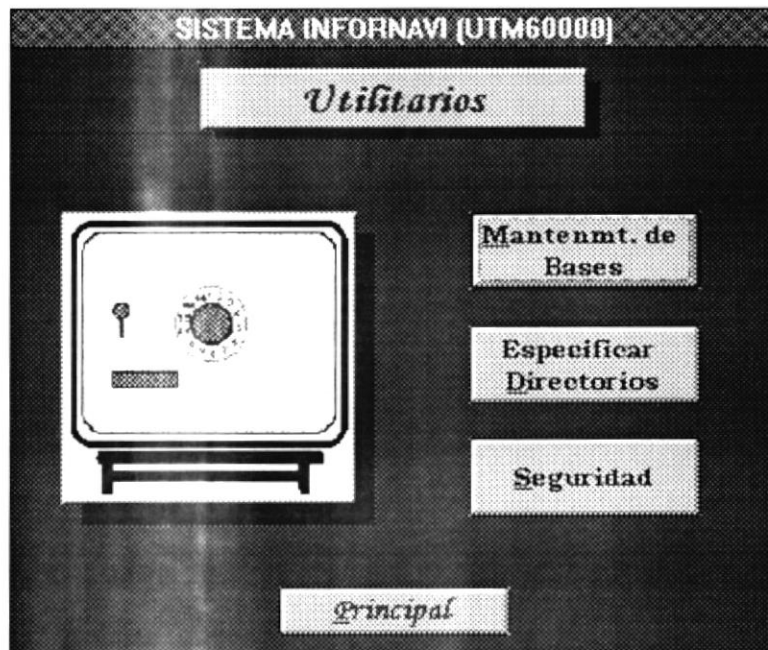 SISTEMA INFORNAVI (UTM60000)
Utilitarios
Mantenmt. de
Bases
Especificar
Directorios
Seguridad
Principal